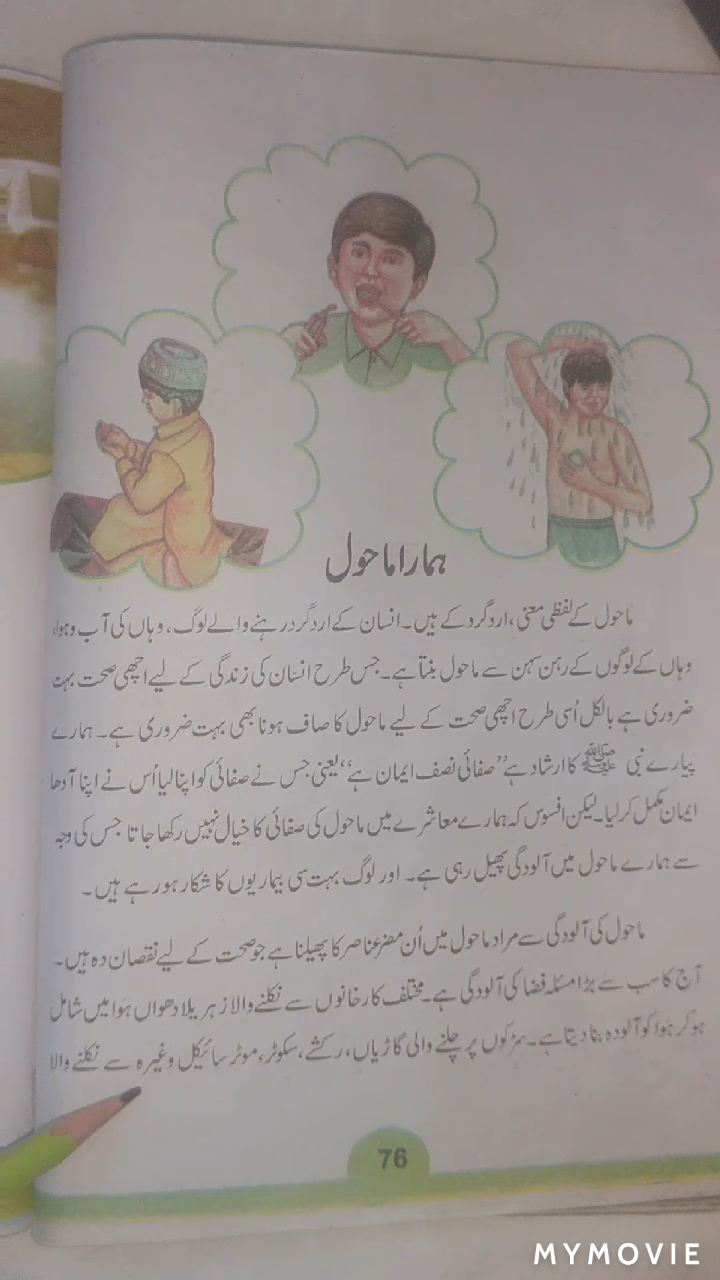 ہمارا ماحول
ماحول کے لفظی معنی، اردگرد کے ہیں۔ انسان کے اردگرد رہنے والے لوگ، وہاں کی آب وہوا،
وہاں کے لوگوں کے رہن سہن سے ماحول بنتا ہے۔ جس طرح انسان کی زندگی کے لیے اچھی صحت بہت
ضروری ہے بالکل اُسی طرح اچھی صحت کے لیے ماحول کا صاف ہونا بھی بہت ضروری ہے۔ ہمارے
پیارے نبی ﷺ کا ارشاد ہے ”صفائی نصف ایمان ہے“ یعنی جس نے صفائی کو اپنا لیا اُس نے اپنا آدھا
ایمان مکمل کرلیا۔ لیکن افسوس کہ ہمارے معاشرے میں ماحول کی صفائی کا خیال نہیں رکھا جاتا جس کی وجہ
سے ہمارے ماحول میں آلودگی پھیل رہی ہے۔ اور لوگ بہت سی بیماریوں کا شکار ہورہے ہیں۔
ماحول کی آلودگی سے مراد ماحول میں اُن مضر عناصر کا پھیلنا ہے جو صحت کے لیے نقصان دہ ہیں۔
آج کا سب سے بڑا مسئلہ فضا کی آلودگی ہے۔ مختلف کارخانوں سے نکلنے والا زہریلا دھواں ہوا میں شامل
ہوکر ہوا کو آلودہ بنا دیتا ہے۔ سڑکوں پر چلنے والی گاڑیاں، رکشے، سکوٹر، موٹر سائیکل وغیرہ سے نکلنے والا
76
MYMOVIE